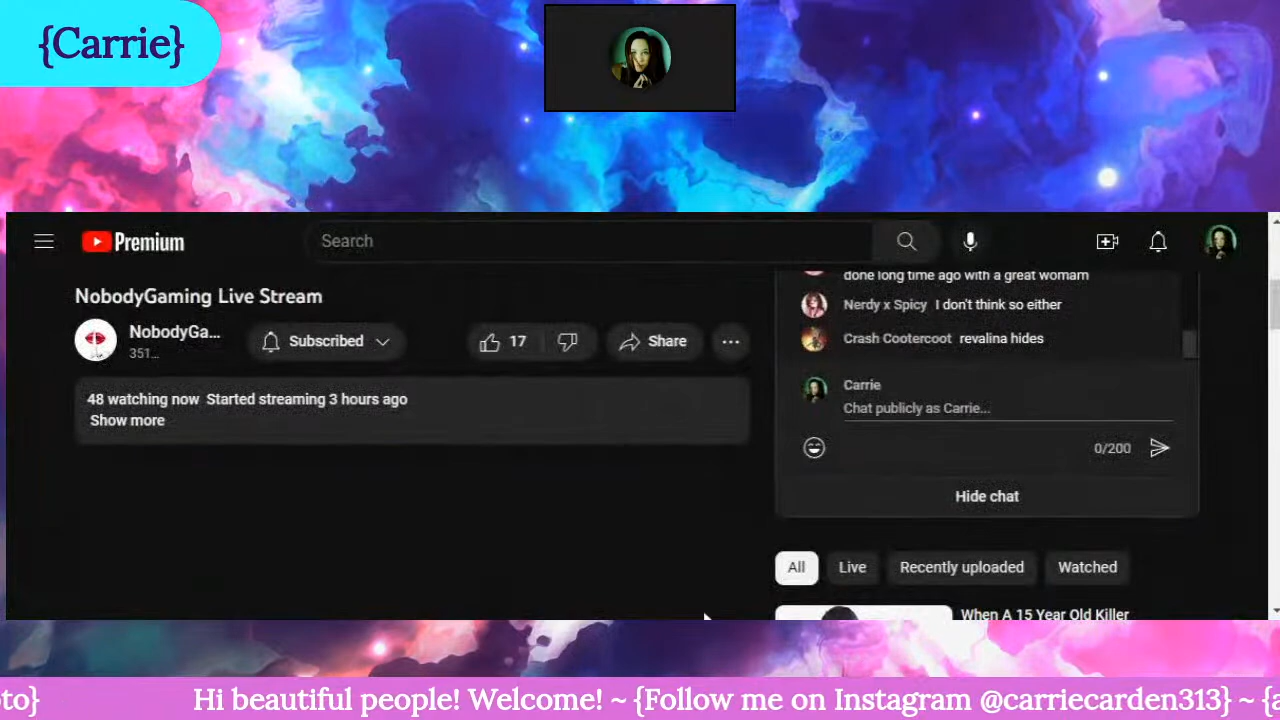 {Carrie}
Premium
Search
NobodyGaming Live Stream
NobodyGa...
351...
Subscribed
17
Share
48 watching now Started streaming 3 hours ago
Show more
done long time ago with a great womam
Nerdy x Spicy I don't think so either
Crash Cootercoot revalina hides
Carrie
Chat publicly as Carrie...
0/200
Hide chat
All
Live
Recently uploaded
Watched
When A 15 Year Old Killer
oto} Hi beautiful people! Welcome! ~ {Follow me on Instagram @carriecarden313} ~ {a